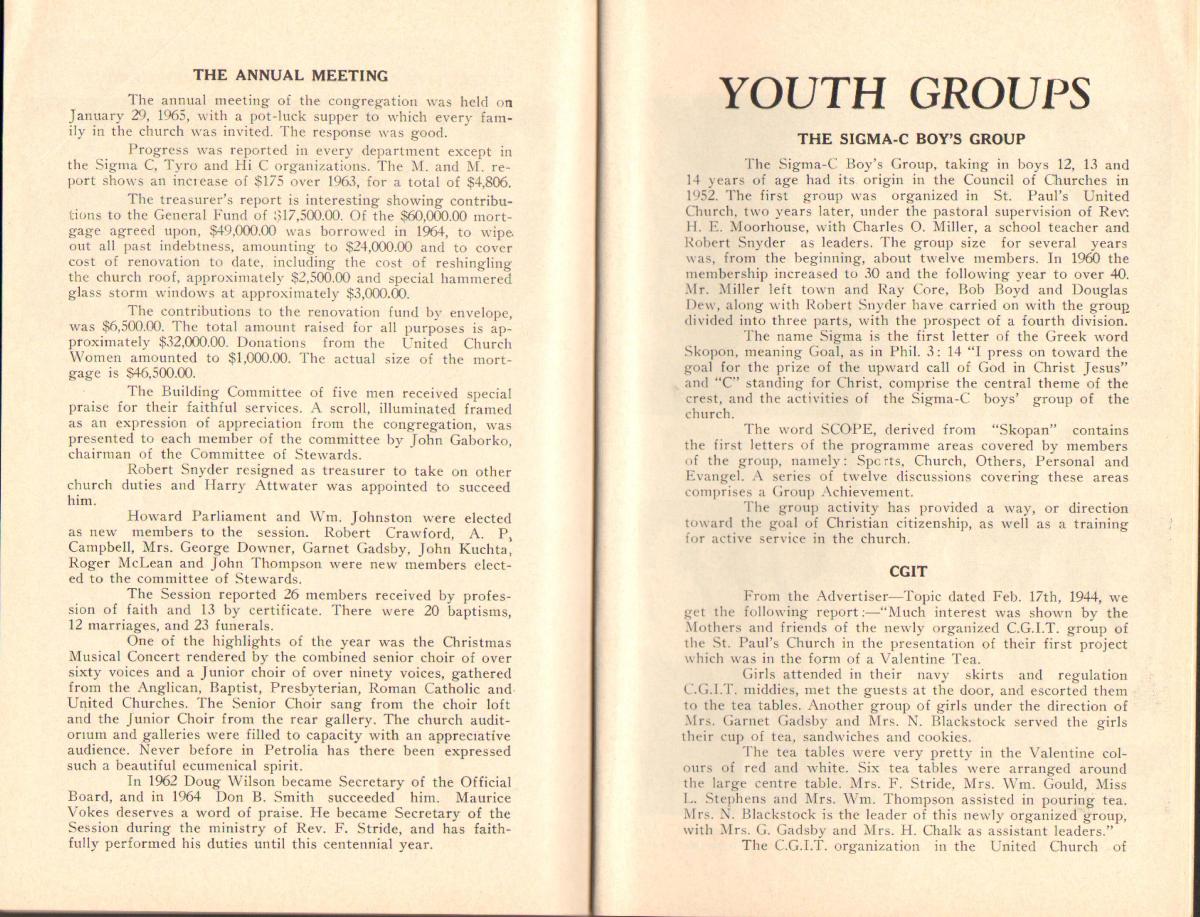 THE ANNUAL MEETING
The annual meeting of the congregation was held on
January 29, 1965, with a pot-luck supper to which every fam-
ily in the church was invited. The response was good.
Progress was reported in every department except in
the Sigma C, Tyro and Hi C organizations. The M. and M. re-
port shows an increase of $175 over 1963, for a total of $4,806.
The treasurer's report is interesting showing contribu-
tions to the General Fund of $17,500.00. Of the $60,000.00 mort-
gage agreed upon, $49,000.00 was borrowed in 1964, to wipe
out all past indebtness, amounting to $24,000.00 and to cover
cost of renovation to date, including the cost of reshingling
the church roof, approximately $2,500.00 and special hammered
glass storm windows at approximately $3,000.00.
The contributions to the renovation fund by envelope,
was $6,500.00. The total amount raised for all purposes is ap-
proximately $32,000.00. Donations from the United Church
Women amounted to $1,000.00. The actual size of the mort-
gage is $46,500.00.
The Building Committee of five men received special
praise for their faithful services. A scroll, illuminated framed
as an expression of appreciation from the congregation, was
presented to each member of the committee by John Gaborko,
chairman of the Committee of Stewards.
Robert Snyder resigned as treasurer to take on other
church duties and Harry Attwater was appointed to succeed
him.
Howard Parliament and Wm. Johnston were elected
as new members to the session. Robert Crawford, A. P,
Campbell, Mrs. George Downer, Garnet Gadsby, John Kuchta,
Roger McLean and John Thompson were new members elect-
ed to the committee of Stewards.
The Session reported 26 members received by profes-
sion of faith and 13 by certificate. There were 20 baptisms,
12 marriages, and 23 funerals.
One of the highlights of the year was the Christmas
Musical Concert rendered by the combined senior choir of over
sixty voices and a Junior choir of over ninety voices, gathered
from the Anglican, Baptist, Presbyterian, Roman Catholic and
United Churches. The Senior Choir sang from the choir loft
and the Junior Choir from the rear gallery. The church audit-
orium and galleries were filled to capacity with an appreciative
audience. Never before in Petrolia has there been expressed
such a beautiful ecumenical spirit.
In 1962 Doug Wilson became Secretary of the Official
Board, and in 1964 Don B. Smith succeeded him. Maurice
Vokes deserves a word of praise. He became Secretary of the
Session during the ministry of Rev. F. Stride, and has faith-
fully performed his duties until this centennial year.
YOUTH GROUPS
THE SIGMA-C BOY'S GROUP
The Sigma-C Boy's Group, taking in boys 12, 13 and
14 years of age had its origin in the Council of Churches in
1952. The first group was organized in St. Paul's United
Church, two years later, under the pastoral supervision of Rev.
H. E. Moorhouse, with Charles O. Miller, a school teacher and
Robert Snyder as leaders. The group size for several years
was, from the beginning, about twelve members. In 1960 the
membership increased to 30 and the following year to over 40.
Mr. Miller left town and Ray Core, Bob Boyd and Douglas
Dew, along with Robert Snyder have carried on with the group
divided into three parts, with the prospect of a fourth division.
The name Sigma is the first letter of the Greek word
Skopon, meaning Goal, as in Phil. 3: 14 "I press on toward the
goal for the prize of the upward call of God in Christ Jesus"
and "C" standing for Christ, comprise the central theme of the
crest, and the activities of the Sigma-C boys' group of the
church.
The word SCOPE, derived from "Skopan" contains
the first letters of the programme areas covered by members
of the group, namely: Sports, Church, Others, Personal and
Evangel. A series of twelve discussions covering these areas
comprises a Group Achievement.
The group activity has provided a way, or direction
toward the goal of Christian citizenship, as well as a training
for active service in the church.
CGIT
From the Advertiser—Topic dated Feb. 17th, 1944, we
get the following report:—"Much interest was shown by the
Mothers and friends of the newly organized C.G.I.T. group of
the St. Paul's Church in the presentation of their first project
which was in the form of a Valentine Tea.
Girls attended in their navy skirts and regulation
C.G.I.T. middies, met the guests at the door, and escorted them
to the tea tables. Another group of girls under the direction of
Mrs. Garnet Gadsby and Mrs. N. Blackstock served the girls
their cup of tea, sandwiches and cookies.
The tea tables were very pretty in the Valentine col-
ours of red and white. Six tea tables were arranged around
the large centre table. Mrs. F. Stride, Mrs. Wm. Gould, Miss
L. Stephens and Mrs. Wm. Thompson assisted in pouring tea.
Mrs. N. Blackstock is the leader of this newly organized group,
with Mrs. G. Gadsby and Mrs. H. Chalk as assistant leaders."
The C.G.I.T. organization in the United Church of